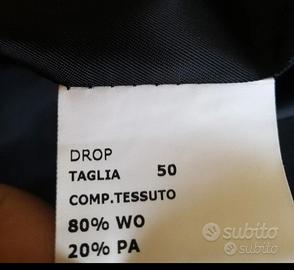 DROP
TAGLIA 50
COMP.TESSUTO
80% WO
20% PA
subito
subito